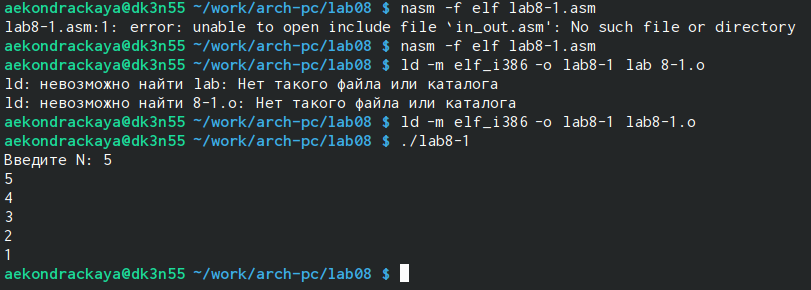 aekondrackaya@dk3n55 ~/work/arch-pc/lab08 $ nasm -f elf lab8-1.asm
lab8-1.asm:1: error: unable to open include file `in_out.asm': No such file or directory
aekondrackaya@dk3n55 ~/work/arch-pc/lab08 $ nasm -f elf lab8-1.asm
aekondrackaya@dk3n55 ~/work/arch-pc/lab08 $ ld -m elf_i386 -o lab8-1 lab 8-1.o
ld: невозможно найти lab: Нет такого файла или каталога
ld: невозможно найти 8-1.o: Нет такого файла или каталога
aekondrackaya@dk3n55 ~/work/arch-pc/lab08 $ ld -m elf_i386 -o lab8-1 lab8-1.o
aekondrackaya@dk3n55 ~/work/arch-pc/lab08 $ ./lab8-1
Введите N: 5
5
4
3
2
1
aekondrackaya@dk3n55 ~/work/arch-pc/lab08 $